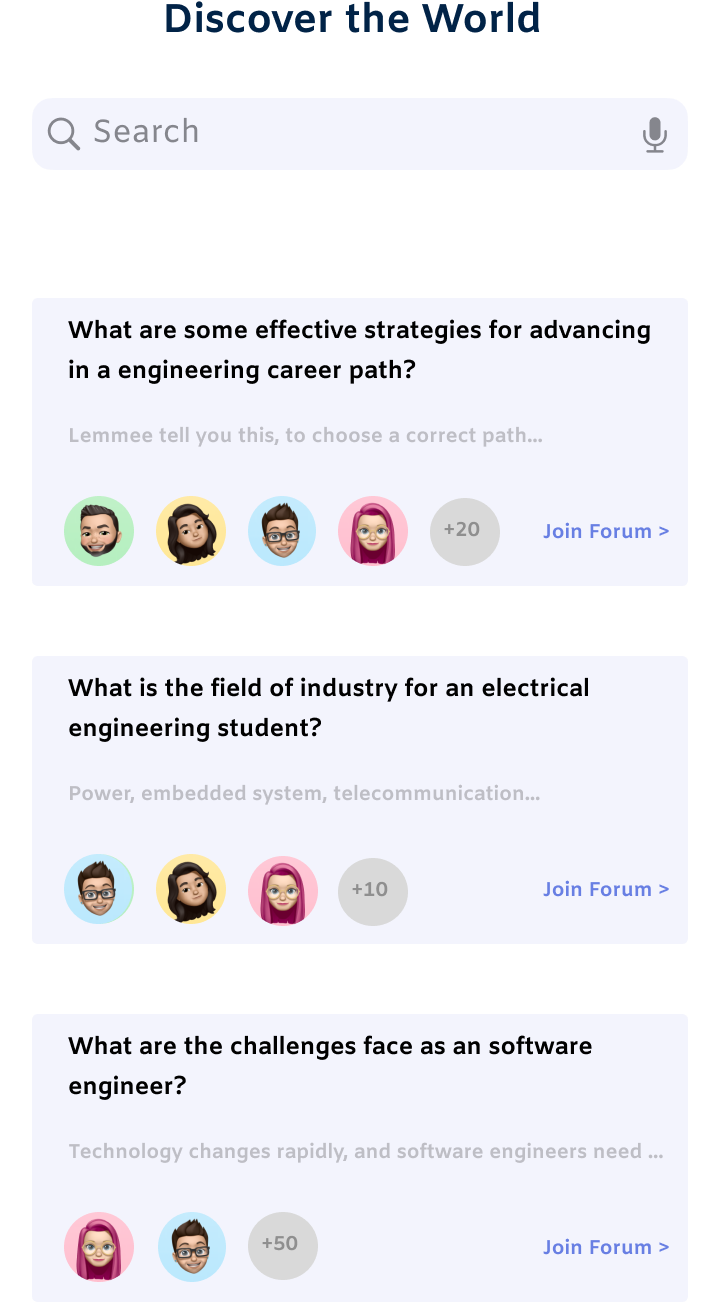 Discover the World
Search
What are some effective strategies for advancing
in a engineering career path?
Lemmee tell you this, to choose a correct path...
+20
Join Forum >
What is the field of industry for an electrical
engineering student?
Power, embedded system, telecommunication...
+10
Join Forum >
What are the challenges face as an software
engineer?
Technology changes rapidly, and software engineers need ...
+50
Join Forum >